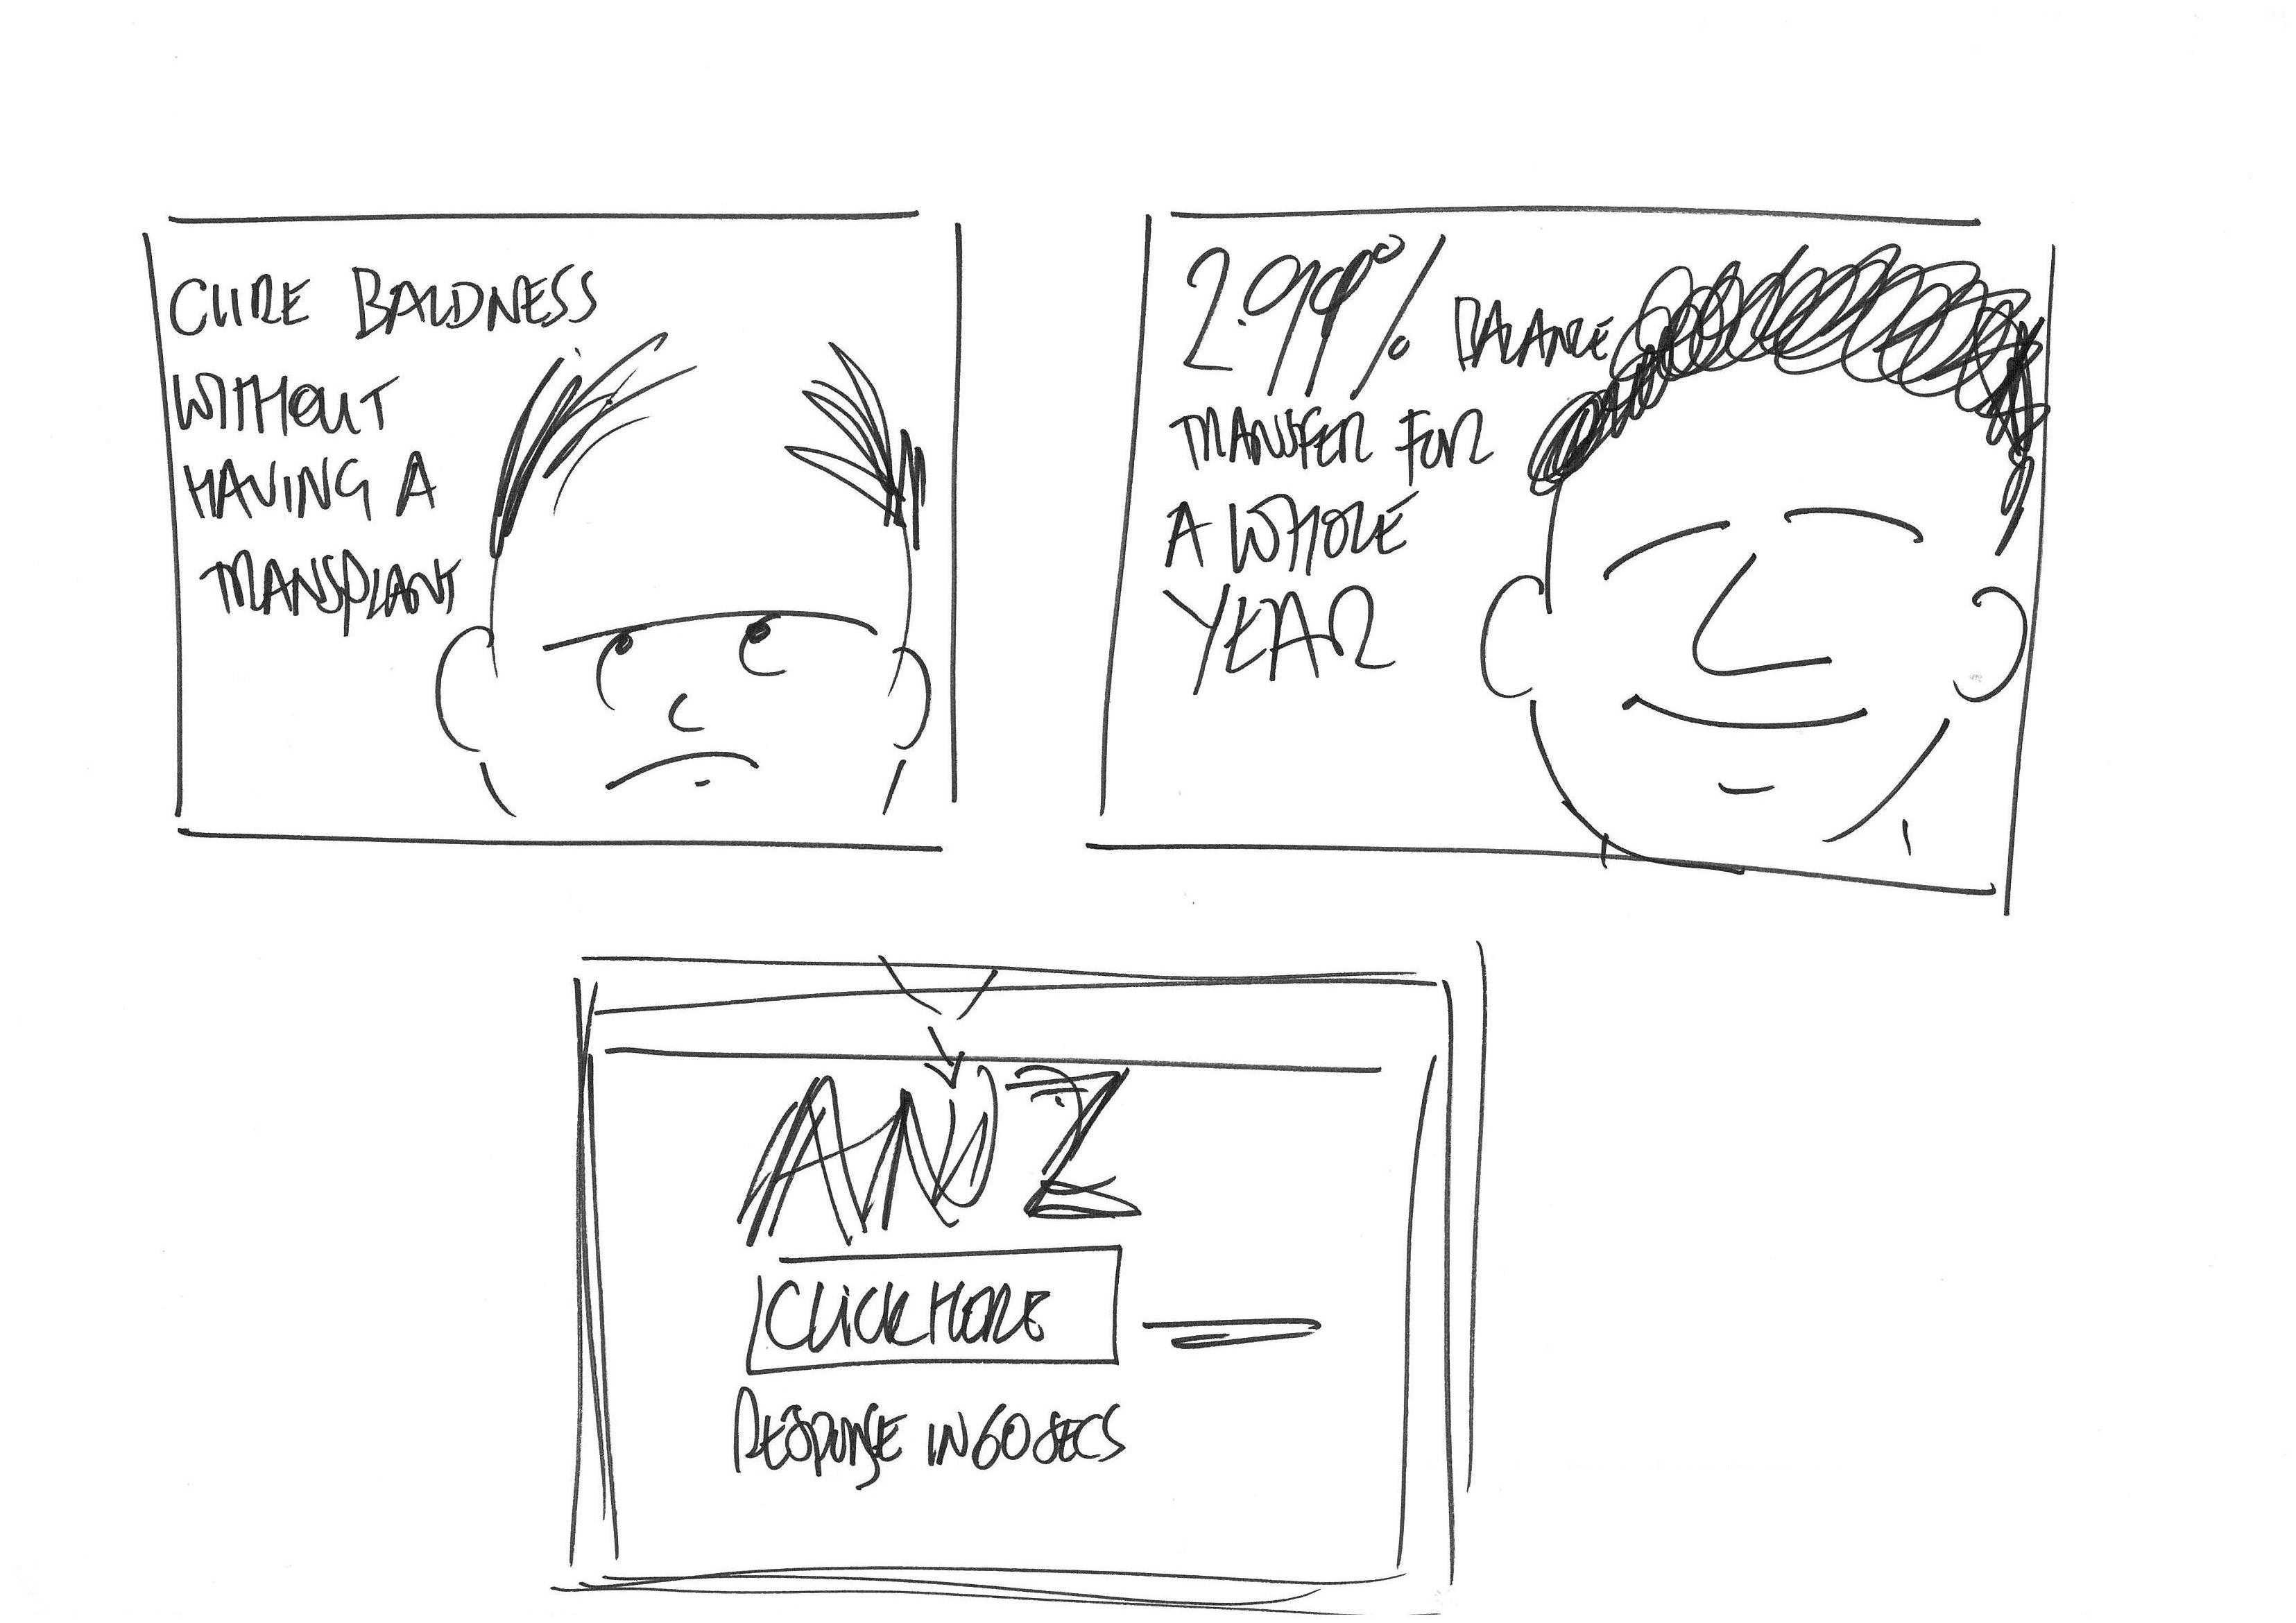 CURE BALDNESS
WITHOUT
HAVING A
TRANSPLANT
2.99% BALANCE
TRANSFER FOR
A WHOLE
YEAR
ANZ
CLICK HERE
RESPONSE IN 60 SECS